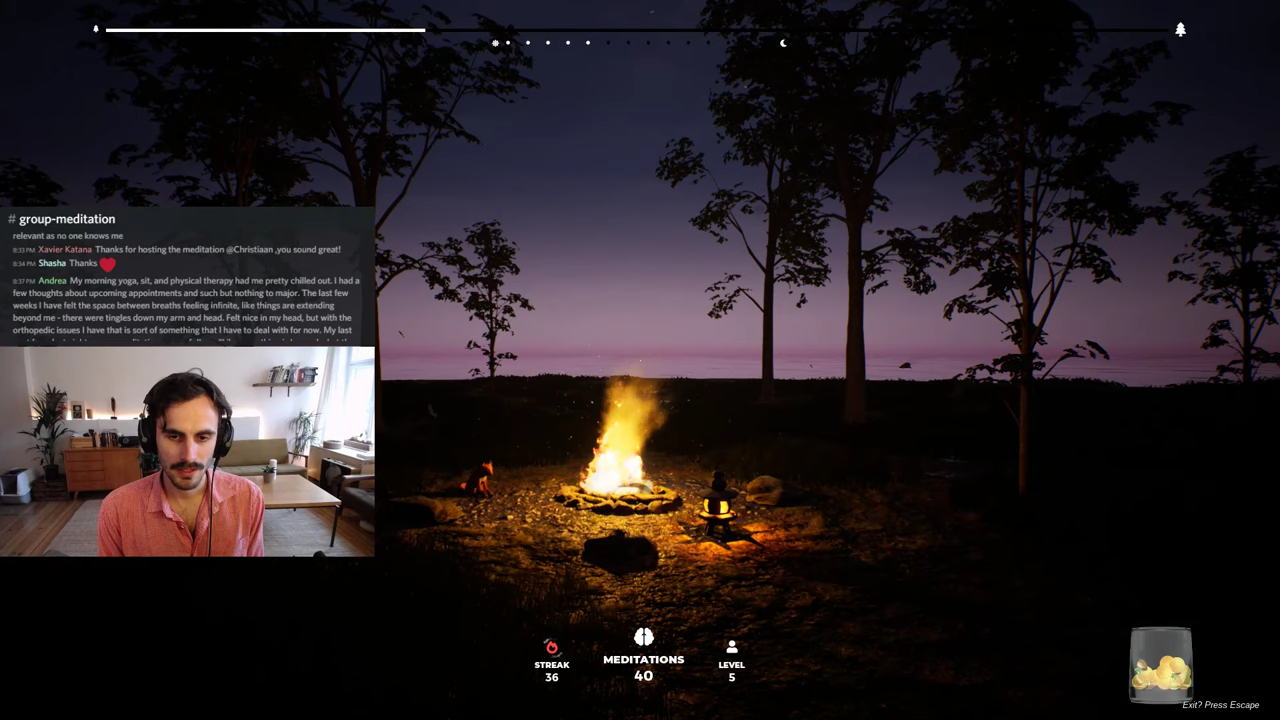 # group-meditation
relevant as no one knows me
8:33 PM Xavier Katana Thanks for hosting the meditation @Christiaan ,you sound great!
8:34 PM Shasha Thanks
8:37 PM Andrea My morning yoga, sit, and physical therapy had me pretty chilled out. I had a
few thoughts about upcoming appointments and such but nothing to major. The last few
weeks I have felt the space between breaths feeling infinite, like things are extending
beyond me - there were tingles down my arm and head. Felt nice in my head, but with the
orthopedic issues I have that is sort of something that I have to deal with for now. My last
STREAK
36
MEDITATIONS
40
LEVEL
5
Exit? Press Escape